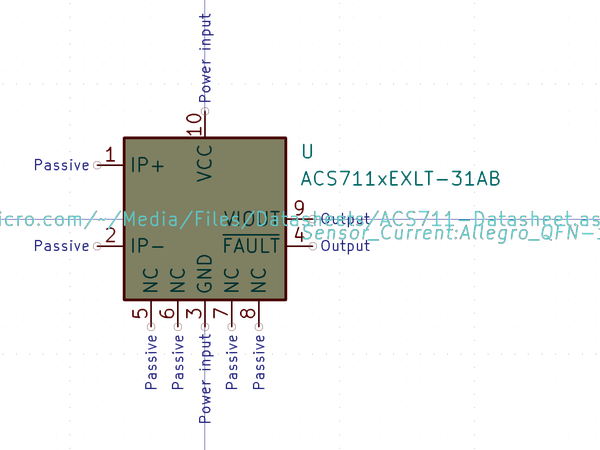 Power input
10
VCC
U
ACS711xEXLT-31AB
Passive 1 IP+
VIOUT 9 Output
icro.com/~/Media/Files/Datasheets/ACS711-Datasheet.as
Sensor_Current:Allegro_QFN-
Passive 2 IP-
FAULT 4 Output
NC NC GND NC NC
5 6 3 7 8
Passive Passive Power input Passive Passive